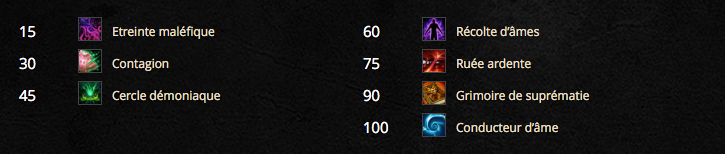 15 Etreinte maléfique
30 Contagion
45 Cercle démoniaque
60 Récolte d'âmes
75 Ruée ardente
90 Grimoire de suprématie
100 Conducteur d'âme